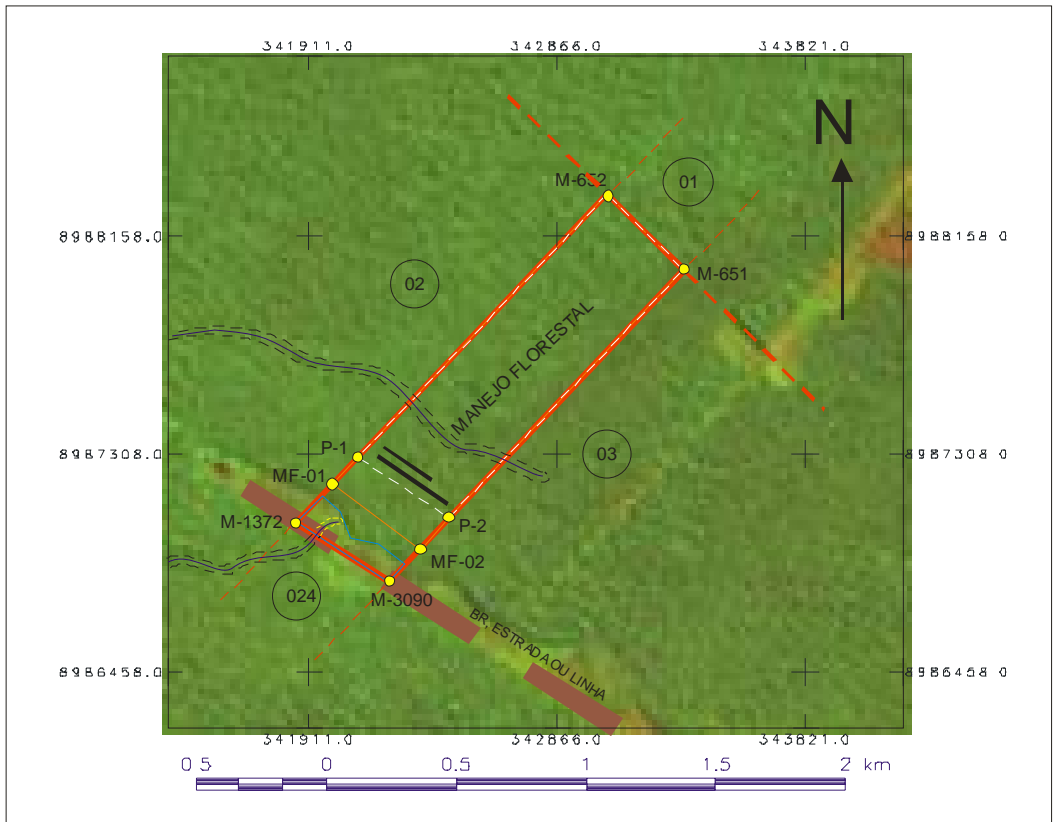 341911.0 342866.0 343821.0
N
M-652
01
8988158.0
8988158 0
M-651
02
MANEJO FLORESTAL
P-1
8987308.0
03
8987308 0
MF-01
M-1372
P-2
MF-02
024
M-3090
BR, ESTRADA OU LINHA
8986458.0
8986458 0
341911.0 342866.0 343821.0
0 5 0 0.5 1 1.5 2 km